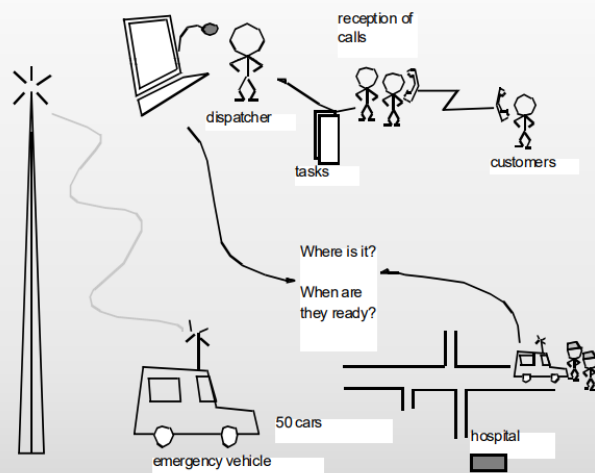 reception of
calls
dispatcher
tasks
customers
Where is it?
When are
they ready?
50 cars
hospital
emergency vehicle